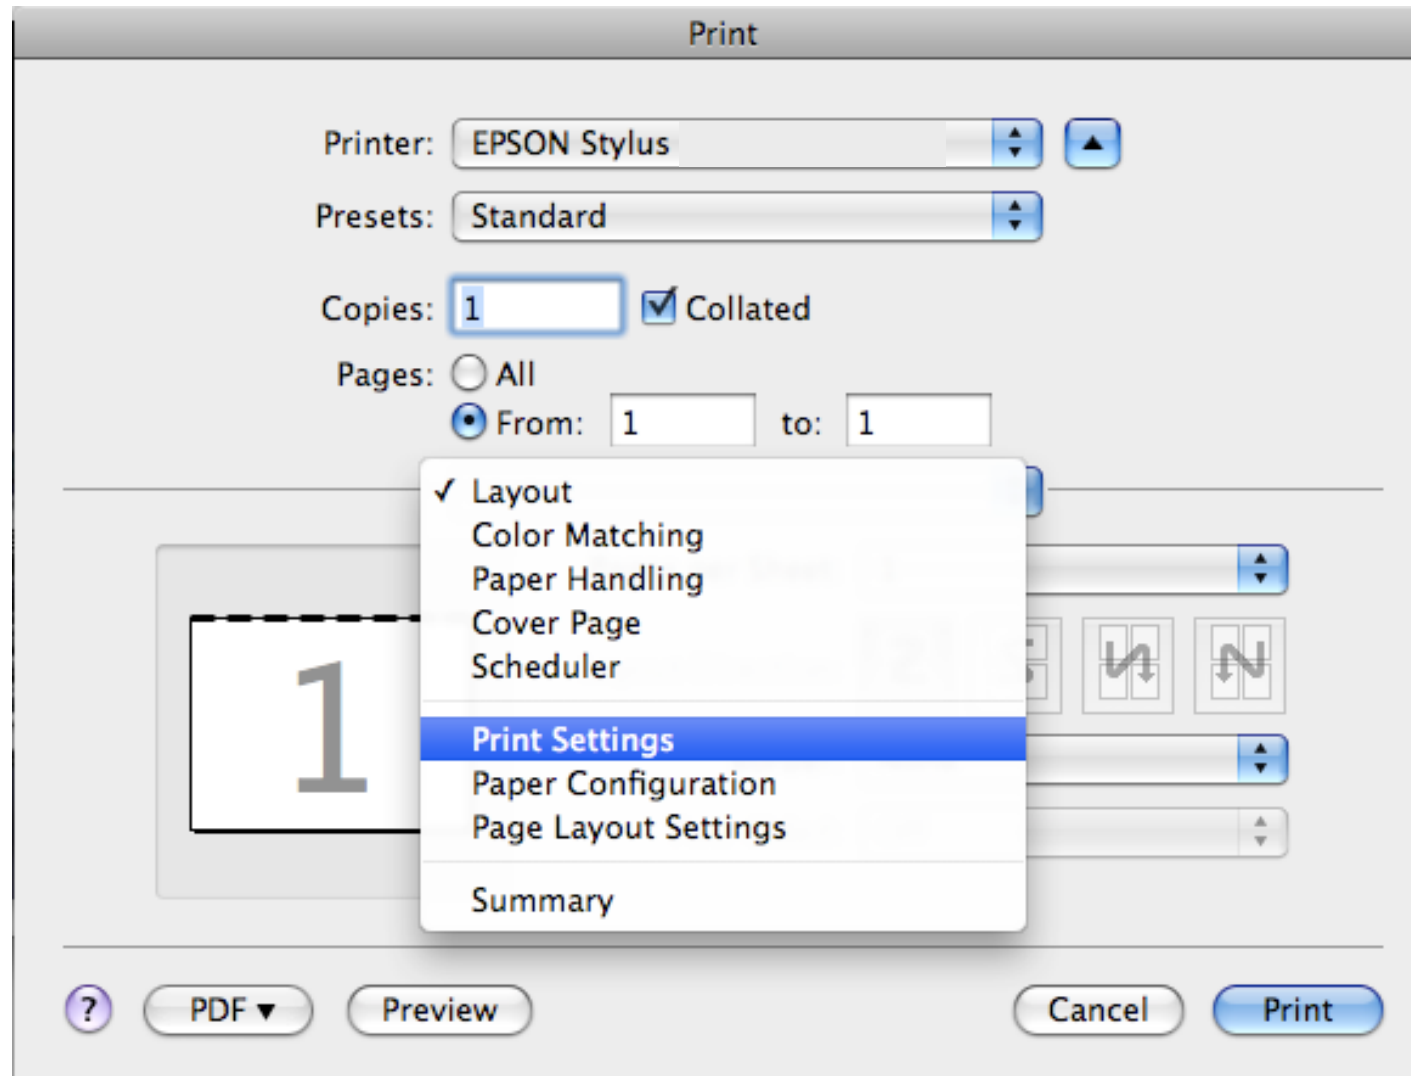 Print
Printer: EPSON Stylus
Presets: Standard
Copies: 1 Collated
Pages: All
From: 1 to: 1
✓ Layout
Color Matching
Paper Handling
Cover Page
Scheduler
Print Settings
Paper Configuration
Page Layout Settings
Summary
1
? PDF ▼ Preview Cancel Print